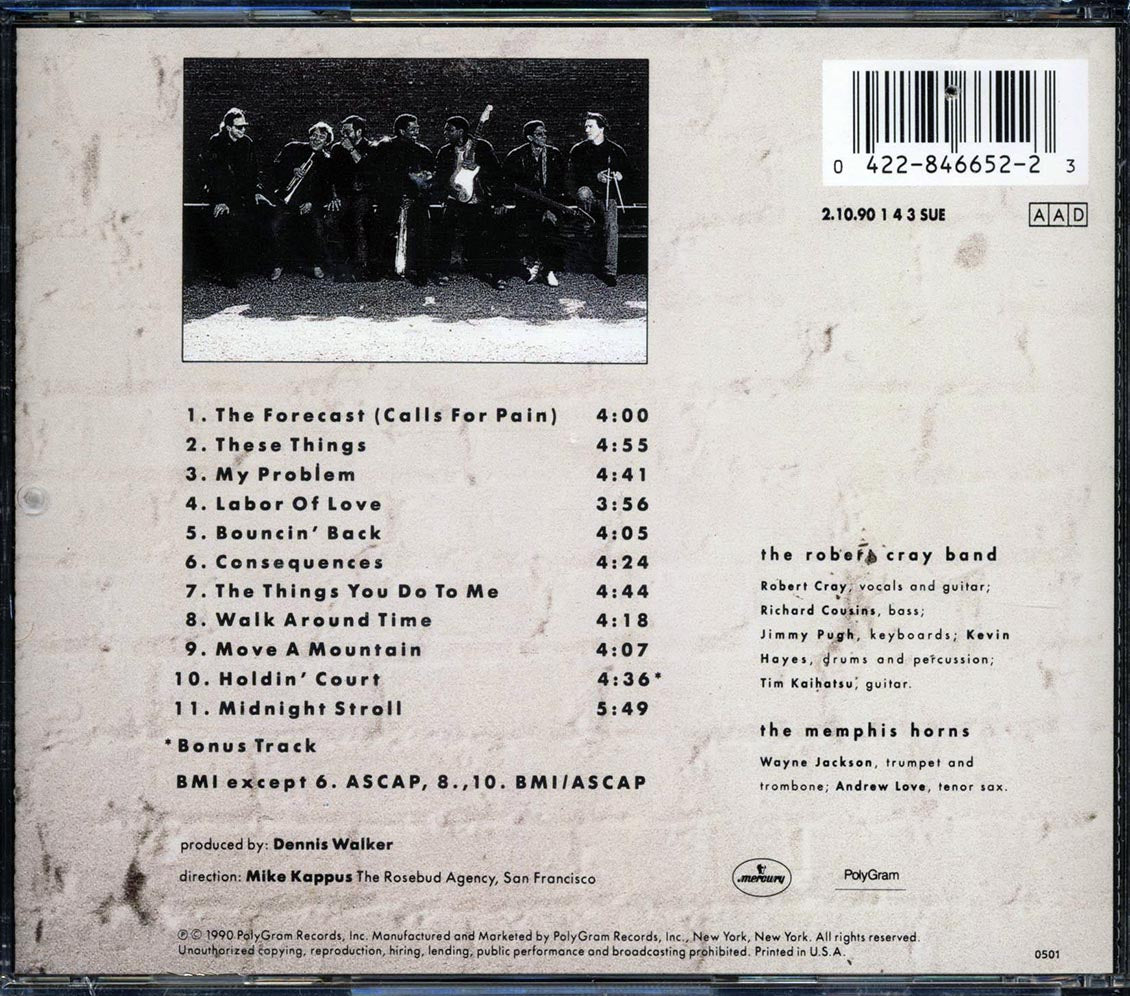 0 422-846652-2 3
2.10.90 1 4 3 SUE
AAD
1. The Forecast (Calls For Pain) 4:00
2. These Things 4:55
3. My Problem 4:41
4. Labor Of Love 3:56
5. Bouncin' Back 4:05
6. Consequences 4:24
7. The Things You Do To Me 4:44
8. Walk Around Time 4:18
9. Move A Mountain 4:07
10. Holdin' Court 4:36*
11. Midnight Stroll 5:49
*Bonus Track
BMI except 6. ASCAP, 8.,10. BMI/ASCAP
the robert cray band
Robert Cray, vocals and guitar;
Richard Cousins, bass;
Jimmy Pugh, keyboards; Kevin
Hayes, drums and percussion;
Tim Kaihatsu, guitar.
the memphis horns
Wayne Jackson, trumpet and
trombone; Andrew Love, tenor sax.
produced by: Dennis Walker
direction: Mike Kappus The Rosebud Agency, San Francisco
mercury
PolyGram
℗ © 1990 PolyGram Records, Inc. Manufactured and Marketed by PolyGram Records, Inc., New York, New York. All rights reserved.
Unauthorized copying, reproduction, hiring, lending, public performance and broadcasting prohibited. Printed in U.S.A.
0501